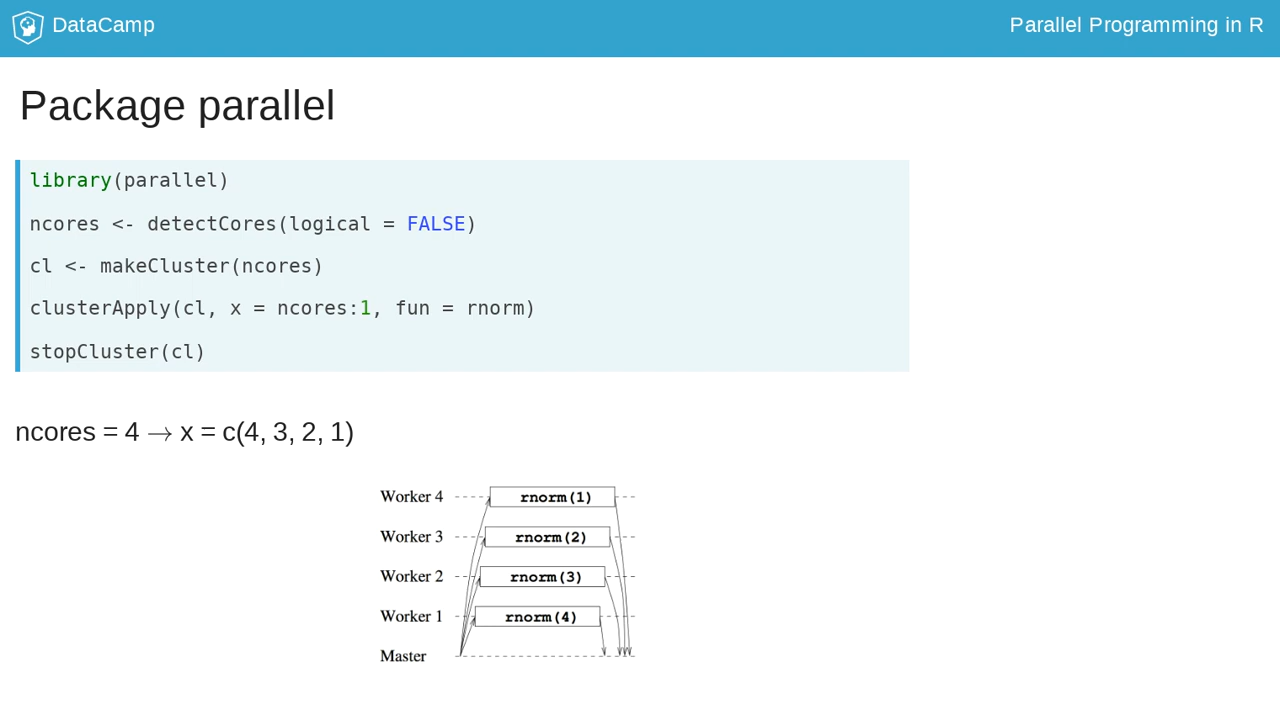 DataCamp
Parallel Programming in R
Package parallel
library(parallel)
ncores <- detectCores(logical = FALSE)
cl <- makeCluster(ncores)
clusterApply(cl, x = ncores:1, fun = rnorm)
stopCluster(cl)
ncores = 4 → x = c(4, 3, 2, 1)
Worker 4 rnorm(1)
Worker 3 rnorm(2)
Worker 2 rnorm(3)
Worker 1 rnorm(4)
Master